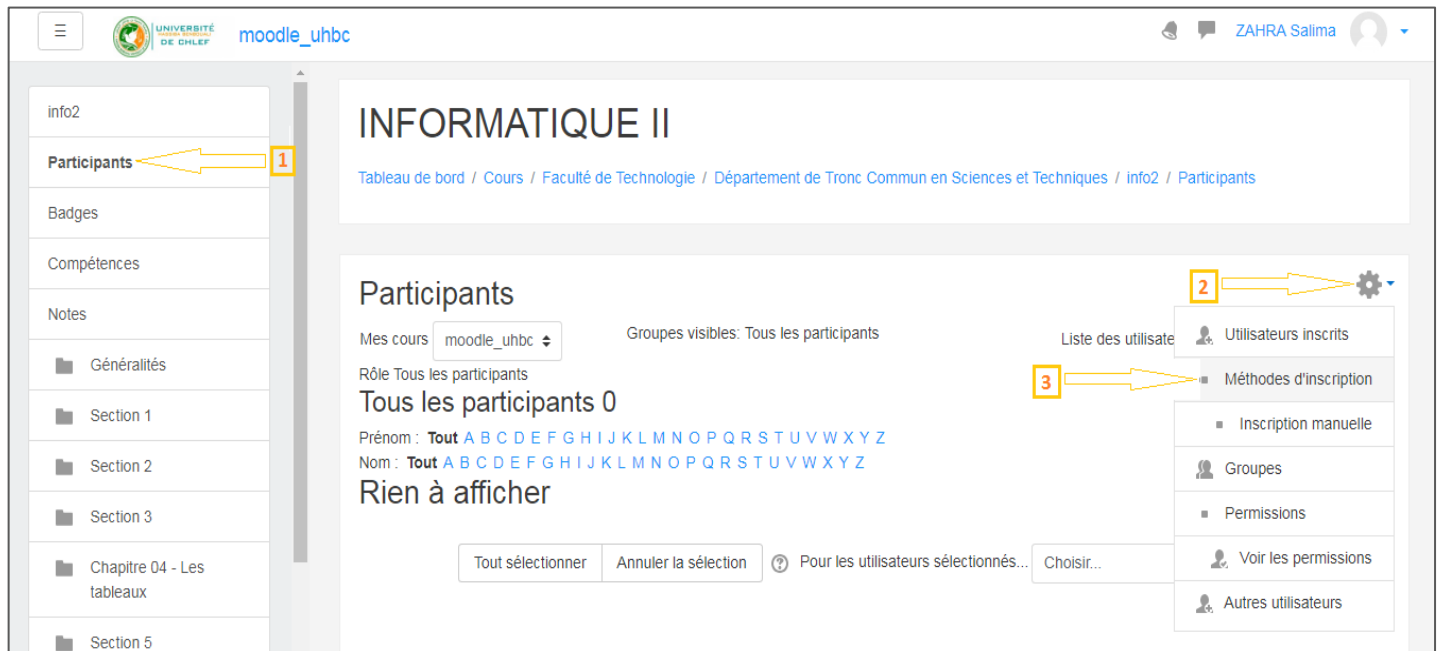 UNIVERSITÉ
DE CHLEF
moodle_uhbc
ZAHRA Salima
info2
Participants
1
Badges
Compétences
Notes
Généralités
Section 1
Section 2
Section 3
Chapitre 04 - Les
tableaux
Section 5
INFORMATIQUE II
Tableau de bord / Cours / Faculté de Technologie / Département de Tronc Commun en Sciences et Techniques / info2 / Participants
Participants
2
Mes cours moodle_uhbc Groupes visibles: Tous les participants Liste des utilisate
Rôle Tous les participants
Tous les participants 0
Prénom : Tout A B C D E F G H I J K L M N O P Q R S T U V W X Y Z
Nom : Tout A B C D E F G H I J K L M N O P Q R S T U V W X Y Z
Rien à afficher
Tout sélectionner Annuler la sélection ? Pour les utilisateurs sélectionnés... Choisir...
Utilisateurs inscrits
3
Méthodes d'inscription
Inscription manuelle
Groupes
Permissions
Voir les permissions
Autres utilisateurs